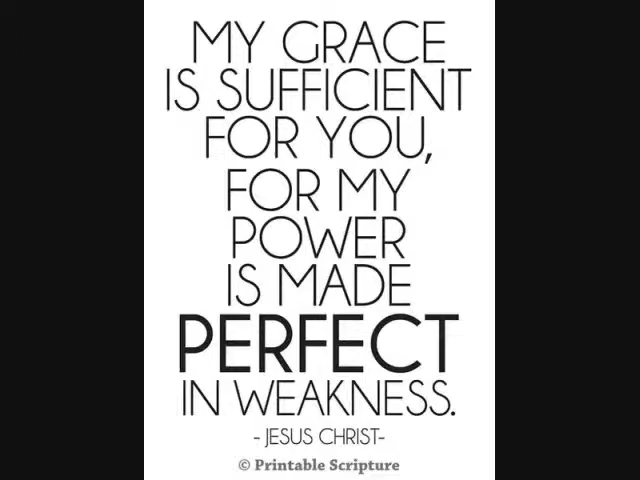 MY GRACE
IS SUFFICIENT
FOR YOU,
FOR MY
POWER
IS MADE
PERFECT
IN WEAKNESS.
- JESUS CHRIST-
© Printable Scripture